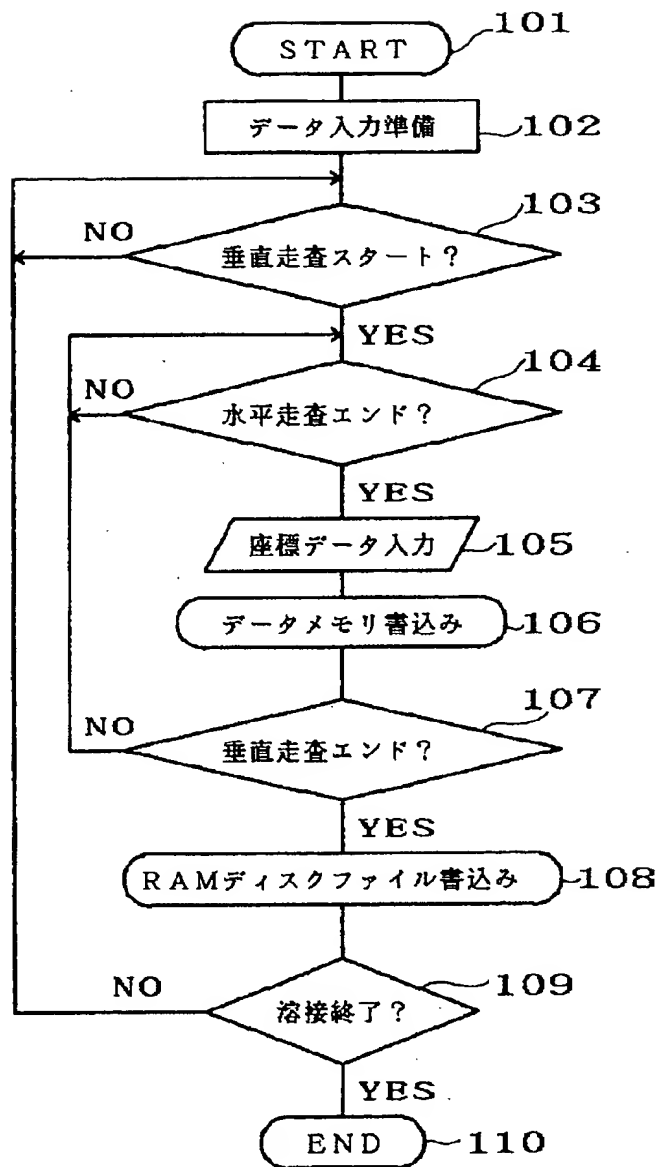 START
101
データ入力準備
102
垂直走査スタート？
103
NO
YES
水平走査エンド？
104
NO
YES
座標データ入力
105
データメモリ書込み
106
垂直走査エンド？
107
NO
YES
RAMディスクファイル書込み
108
溶接終了？
109
NO
YES
END
110